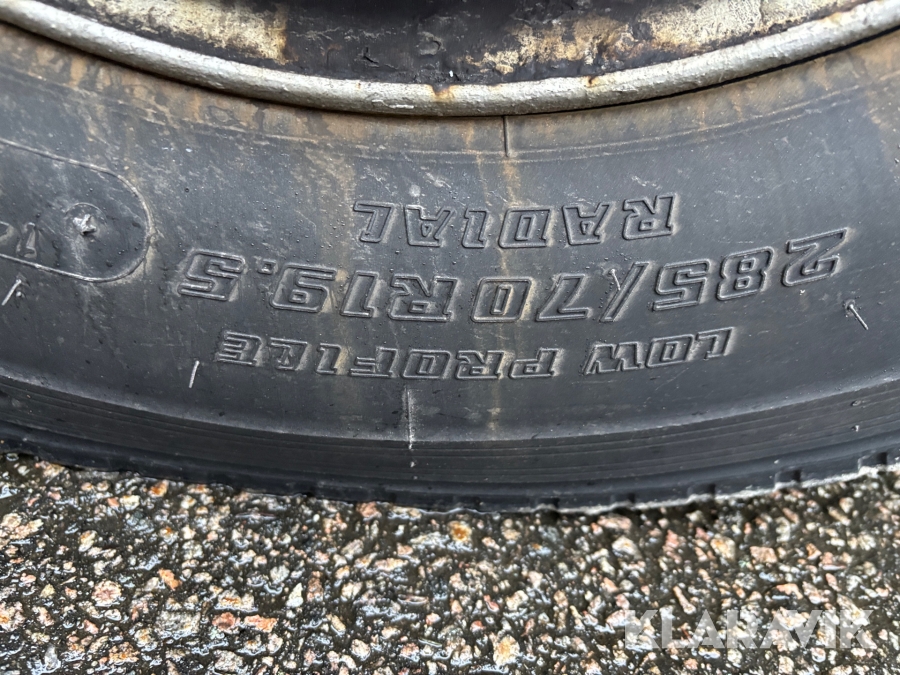 LOW PROFILE
285/70R19.5
RADIAL
KLARAVIK